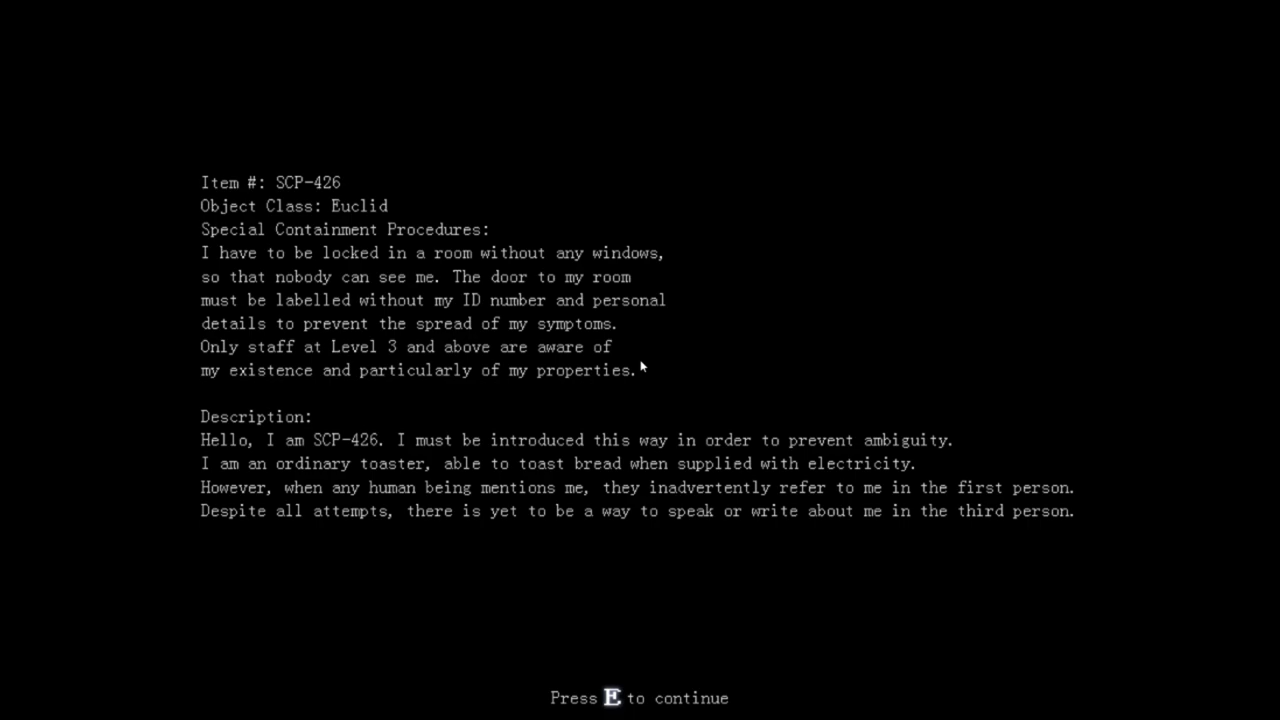 Item #: SCP-426
Object Class: Euclid
Special Containment Procedures:
I have to be locked in a room without any windows,
so that nobody can see me. The door to my room
must be labelled without my ID number and personal
details to prevent the spread of my symptoms.
Only staff at Level 3 and above are aware of
my existence and particularly of my properties.
Description:
Hello, I am SCP-426. I must be introduced this way in order to prevent ambiguity.
I am an ordinary toaster, able to toast bread when supplied with electricity.
However, when any human being mentions me, they inadvertently refer to me in the first person.
Despite all attempts, there is yet to be a way to speak or write about me in the third person.
Press E to continue